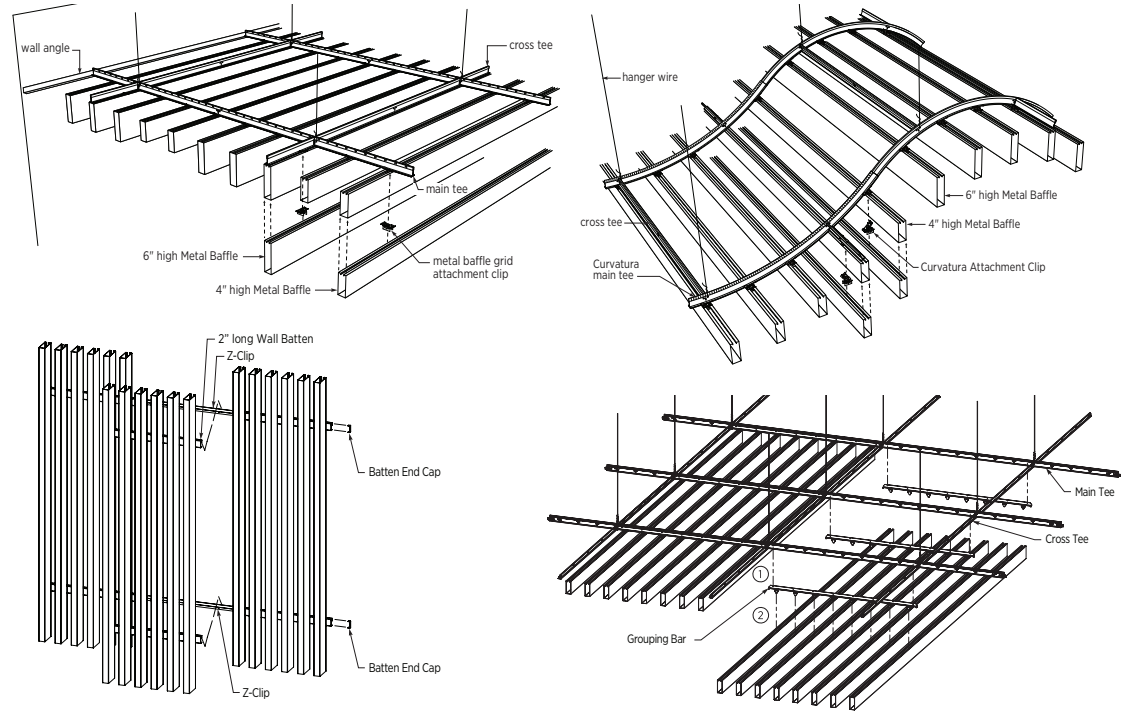 wall angle
cross tee
main tee
6" high Metal Baffle
metal baffle grid
attachment clip
4" high Metal Baffle
hanger wire
6" high Metal Baffle
4" high Metal Baffle
cross tee
Curvatura Attachment Clip
Curvatura
main tee
2" long Wall Batten
Z-Clip
Batten End Cap
Batten End Cap
Z-Clip
Main Tee
Cross Tee
1
2
Grouping Bar